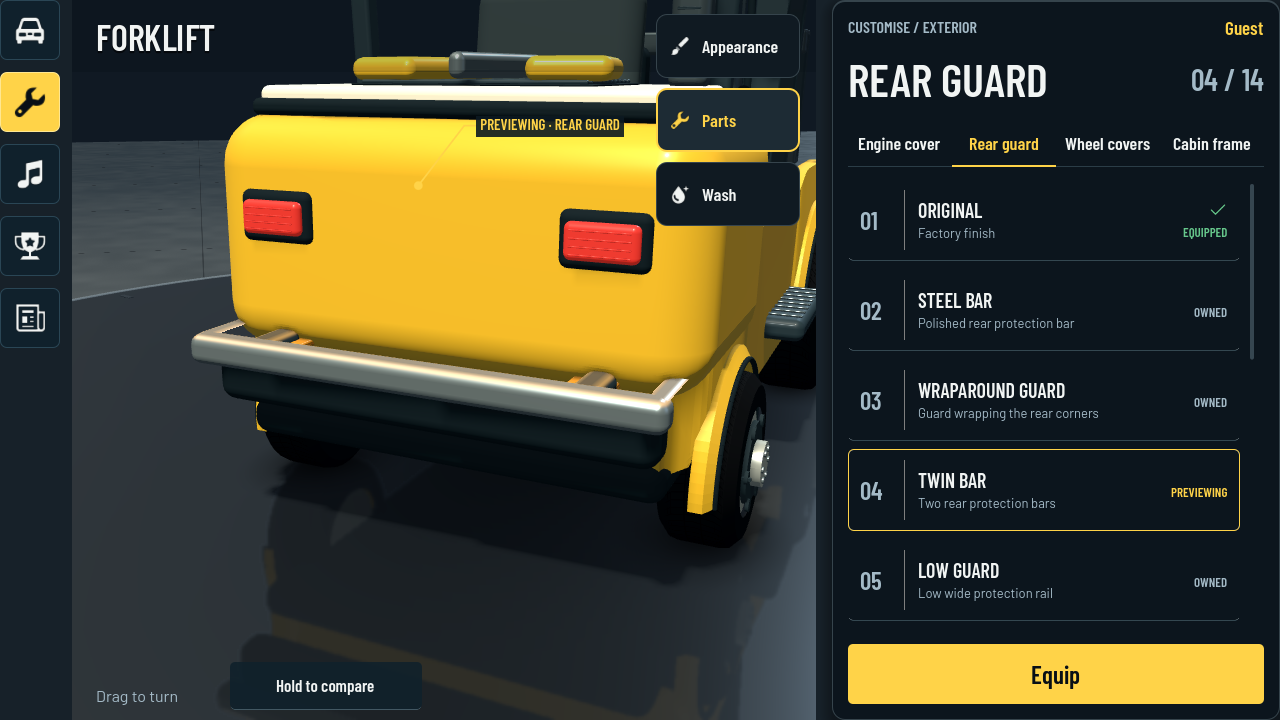 FORKLIFT
PREVIEWING · REAR GUARD
Appearance
Parts
Wash
Drag to turn
Hold to compare
CUSTOMISE / EXTERIOR
Guest
REAR GUARD
04 / 14
Engine cover
Rear guard
Wheel covers
Cabin frame
01
ORIGINAL
Factory finish
EQUIPPED
02
STEEL BAR
Polished rear protection bar
OWNED
03
WRAPAROUND GUARD
Guard wrapping the rear corners
OWNED
04
TWIN BAR
Two rear protection bars
PREVIEWING
05
LOW GUARD
Low wide protection rail
OWNED
Equip